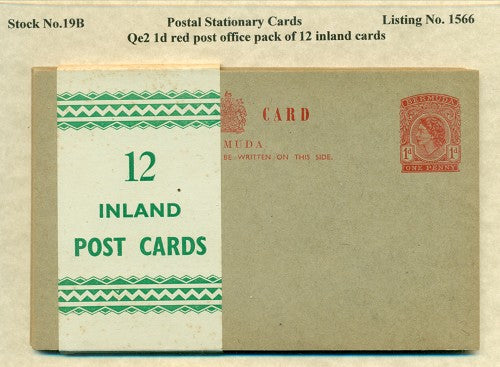 Stock No.19B Postal Stationary Cards Listing No. 1566
Qe2 1d red post office pack of 12 inland cards
12
INLAND
POST CARDS
CARD
MUDA
BE WRITTEN ON THIS SIDE.
BERMUDA
1d 1d
ONE PENNY